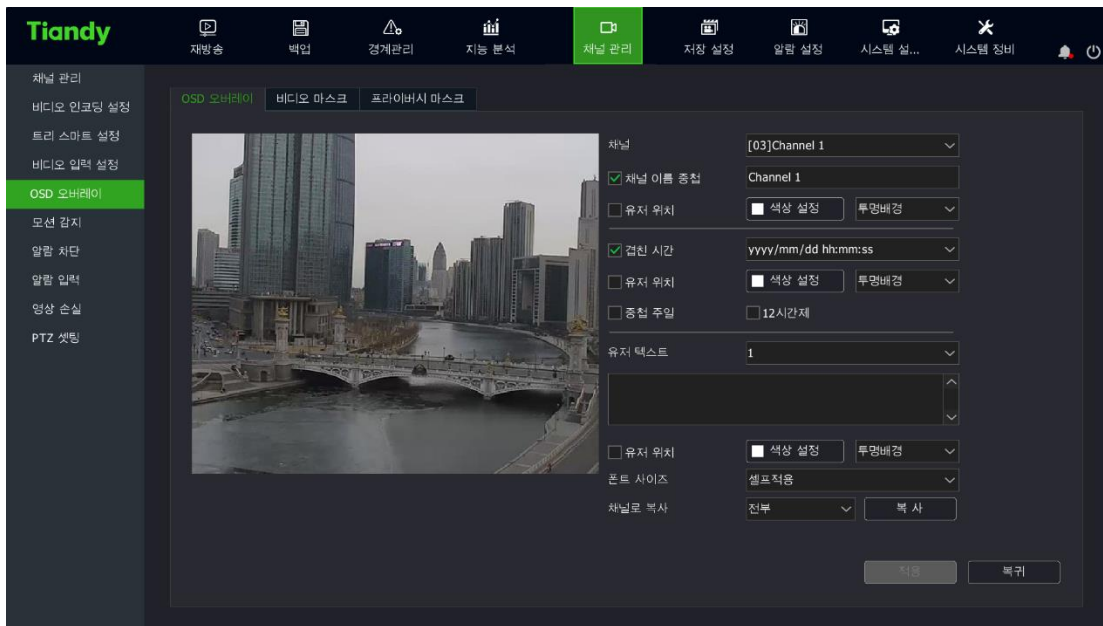 Tiandy
재방송 백업 경계관리 지능 분석 채널 관리 저장 설정 알람 설정 시스템 설... 시스템 정비
채널 관리
비디오 인코딩 설정
트리 스마트 설정
비디오 입력 설정
OSD 오버레이
모션 감지
알람 차단
알람 입력
영상 손실
PTZ 셋팅
OSD 오버레이 비디오 마스크 프라이버시 마스크
채널 [03]Channel 1
채널 이름 중첩 Channel 1
유저 위치 색상 설정 투명배경
겹친 시간 yyyy/mm/dd hh:mm:ss
유저 위치 색상 설정 투명배경
중첩 주일 12시간제
유저 텍스트 1
유저 위치 색상 설정 투명배경
폰트 사이즈 셀프적용
채널로 복사 전부 복 사
적용 복귀